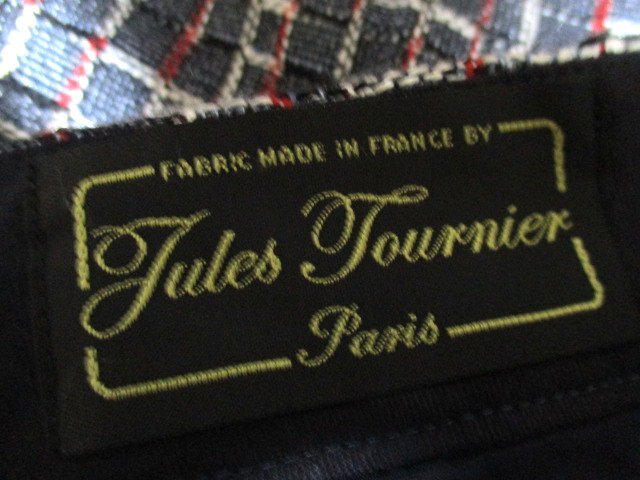 FABRIC MADE IN FRANCE BY
Jules Tournier
Paris